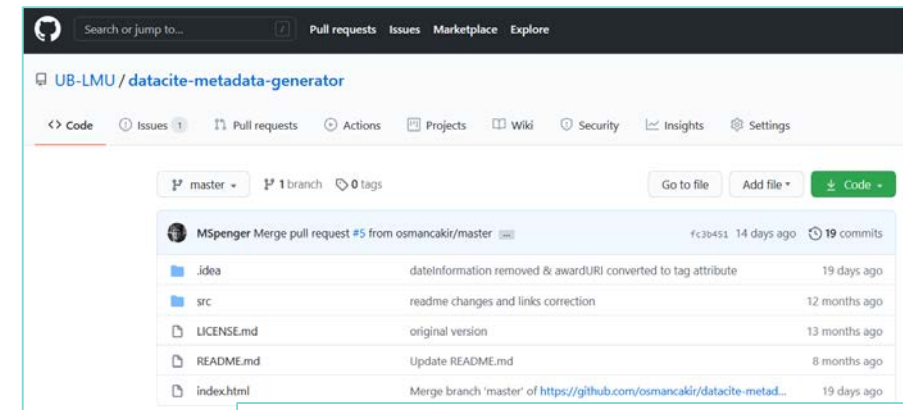 Search or jump to... / Pull requests Issues Marketplace Explore
UB-LMU / datacite-metadata-generator
<> Code Issues 1 Pull requests Actions Projects Wiki Security Insights Settings
master 1 branch 0 tags Go to file Add file Code
MSpenger Merge pull request #5 from osmancakir/master ... fc3b451 14 days ago 19 commits
.idea dateInformation removed & awardURI converted to tag attribute 19 days ago
src readme changes and links correction 12 months ago
LICENSE.md original version 13 months ago
README.md Update README.md 8 months ago
index.html Merge branch 'master' of https://github.com/osmancakir/datacite-metad... 19 days ago